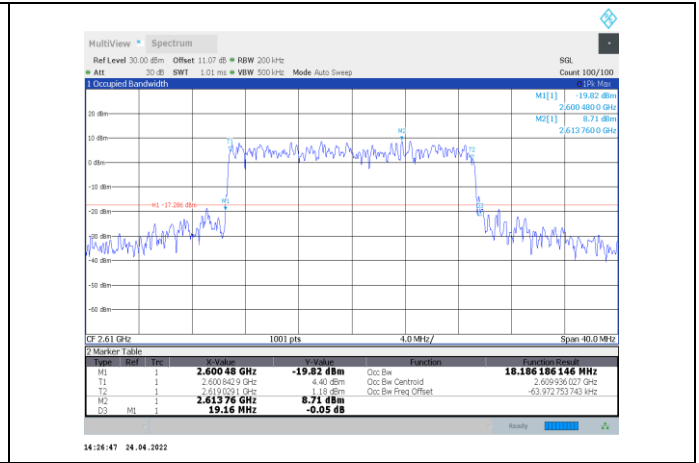 MultiView Spectrum
Ref Level 30.00 dBm Offset 11.07 dB RBW 200 kHz SGL
Att 30 dB SWT 1.01 ms VBW 500 kHz Mode Auto Sweep Count 100/100
1 Occupied Bandwidth 1Pk Max
M1[1] -19.82 dBm
2.600 480 0 GHz
M2[1] 8.71 dBm
2.613 760 0 GHz
20 dBm
10 dBm
M2
T1
T2
0 dBm
-10 dBm
H1 -17.286 dBm
M1
D3
-20 dBm
-30 dBm
-40 dBm
-50 dBm
-60 dBm
CF 2.61 GHz 1001 pts 4.0 MHz/ Span 40.0 MHz
2 Marker Table
Type Ref Trc X-Value Y-Value Function Function Result
M1 1 2.600 48 GHz -19.82 dBm Occ Bw 18.186 186 146 MHz
T1 1 2.600 842 9 GHz 4.40 dBm Occ Bw Centroid 2.609 936 027 GHz
T2 1 2.619 029 1 GHz 1.18 dBm Occ Bw Freq Offset -63.972 753 743 kHz
M2 1 2.613 76 GHz 8.71 dBm
D3 M1 1 19.16 MHz -0.05 dB
Ready
14:26:47 24.04.2022